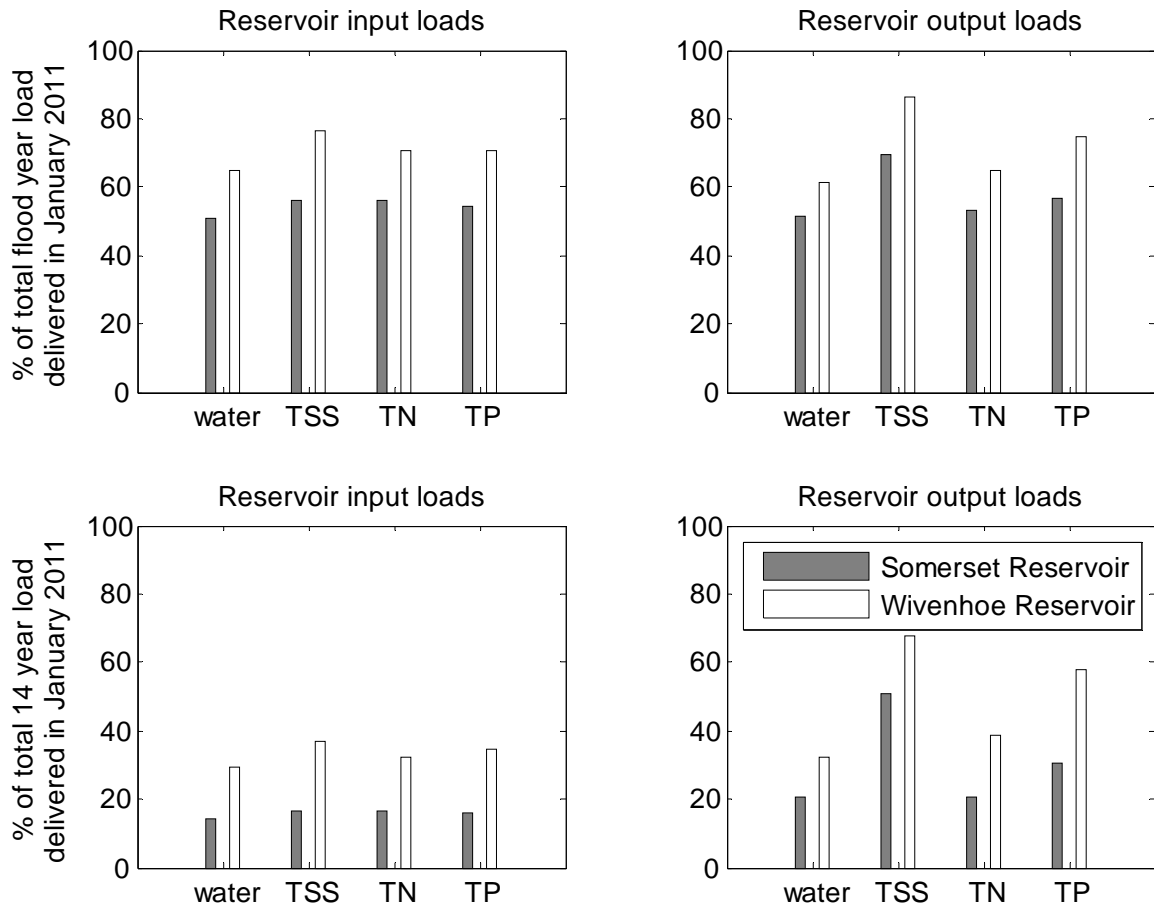 Reservoir input loads
% of total flood year load
delivered in January 2011
100
80
60
40
20
0
water TSS TN TP
Reservoir output loads
100
80
60
40
20
0
water TSS TN TP
Reservoir input loads
% of total 14 year load
delivered in January 2011
100
80
60
40
20
0
water TSS TN TP
Reservoir output loads
100
80
60
40
20
0
Somerset Reservoir
Wivenhoe Reservoir
water TSS TN TP